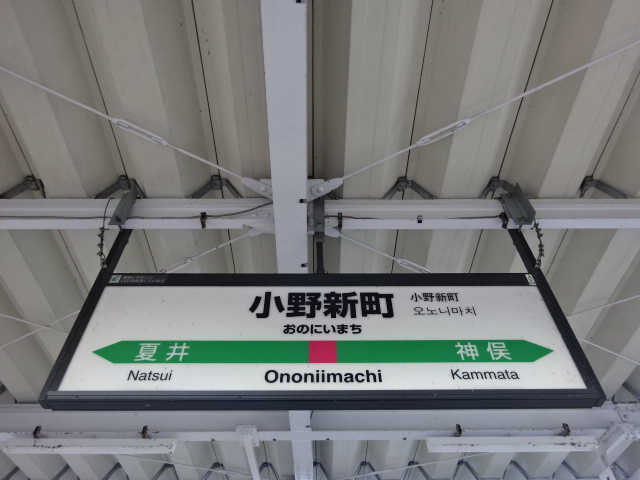 小野新町
小野新町
오노니마치
おのにいまち
夏井
神俣
Natsui
Ononiimachi
Kammata